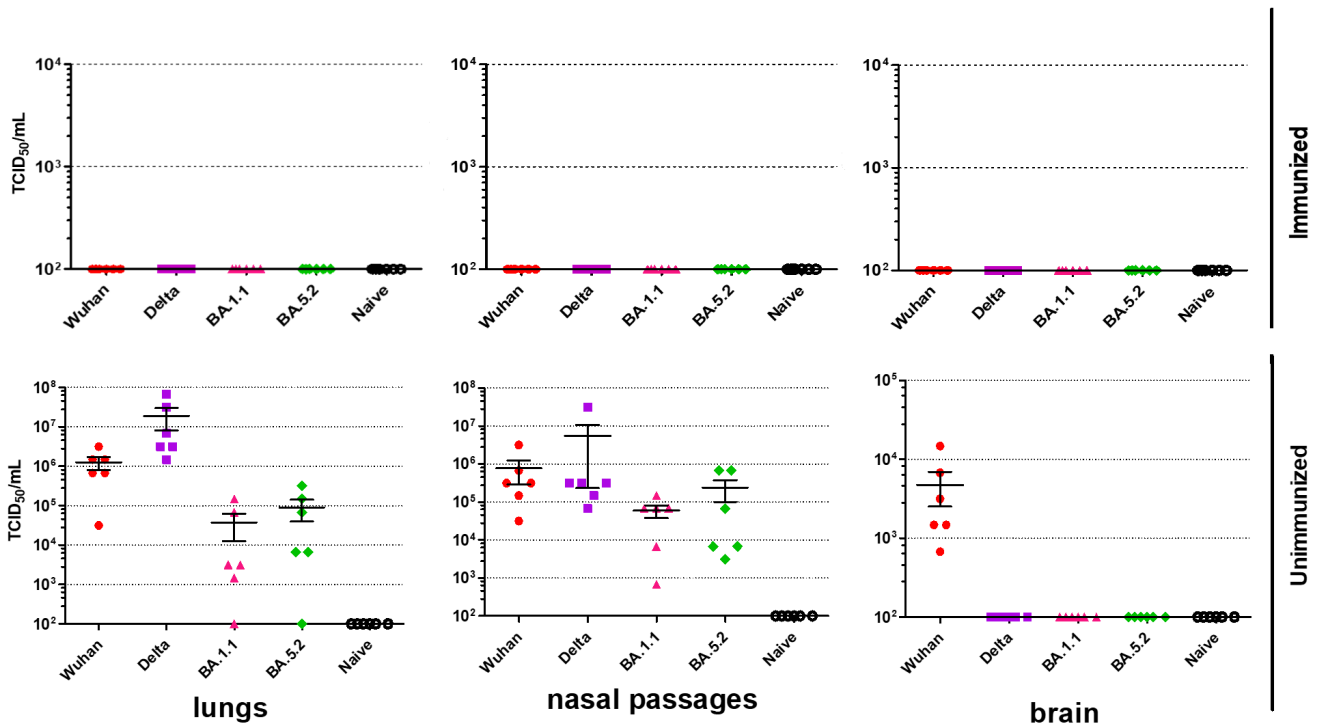 TCID50/mL
10^4
10^3
10^2
Wuhan
Delta
BA.1.1
BA.5.2
Naive
10^4
10^3
10^2
Wuhan
Delta
BA.1.1
BA.5.2
Naive
10^4
10^3
10^2
Wuhan
Delta
BA.1.1
BA.5.2
Naive
Immunized
TCID50/mL
10^8
10^7
10^6
10^5
10^4
10^3
10^2
Wuhan
Delta
BA.1.1
BA.5.2
Naive
lungs
10^8
10^7
10^6
10^5
10^4
10^3
10^2
Wuhan
Delta
BA.1.1
BA.5.2
Naive
nasal passages
10^5
10^4
10^3
10^2
Wuhan
Delta
BA.1.1
BA.5.2
Naive
brain
Unimmunized